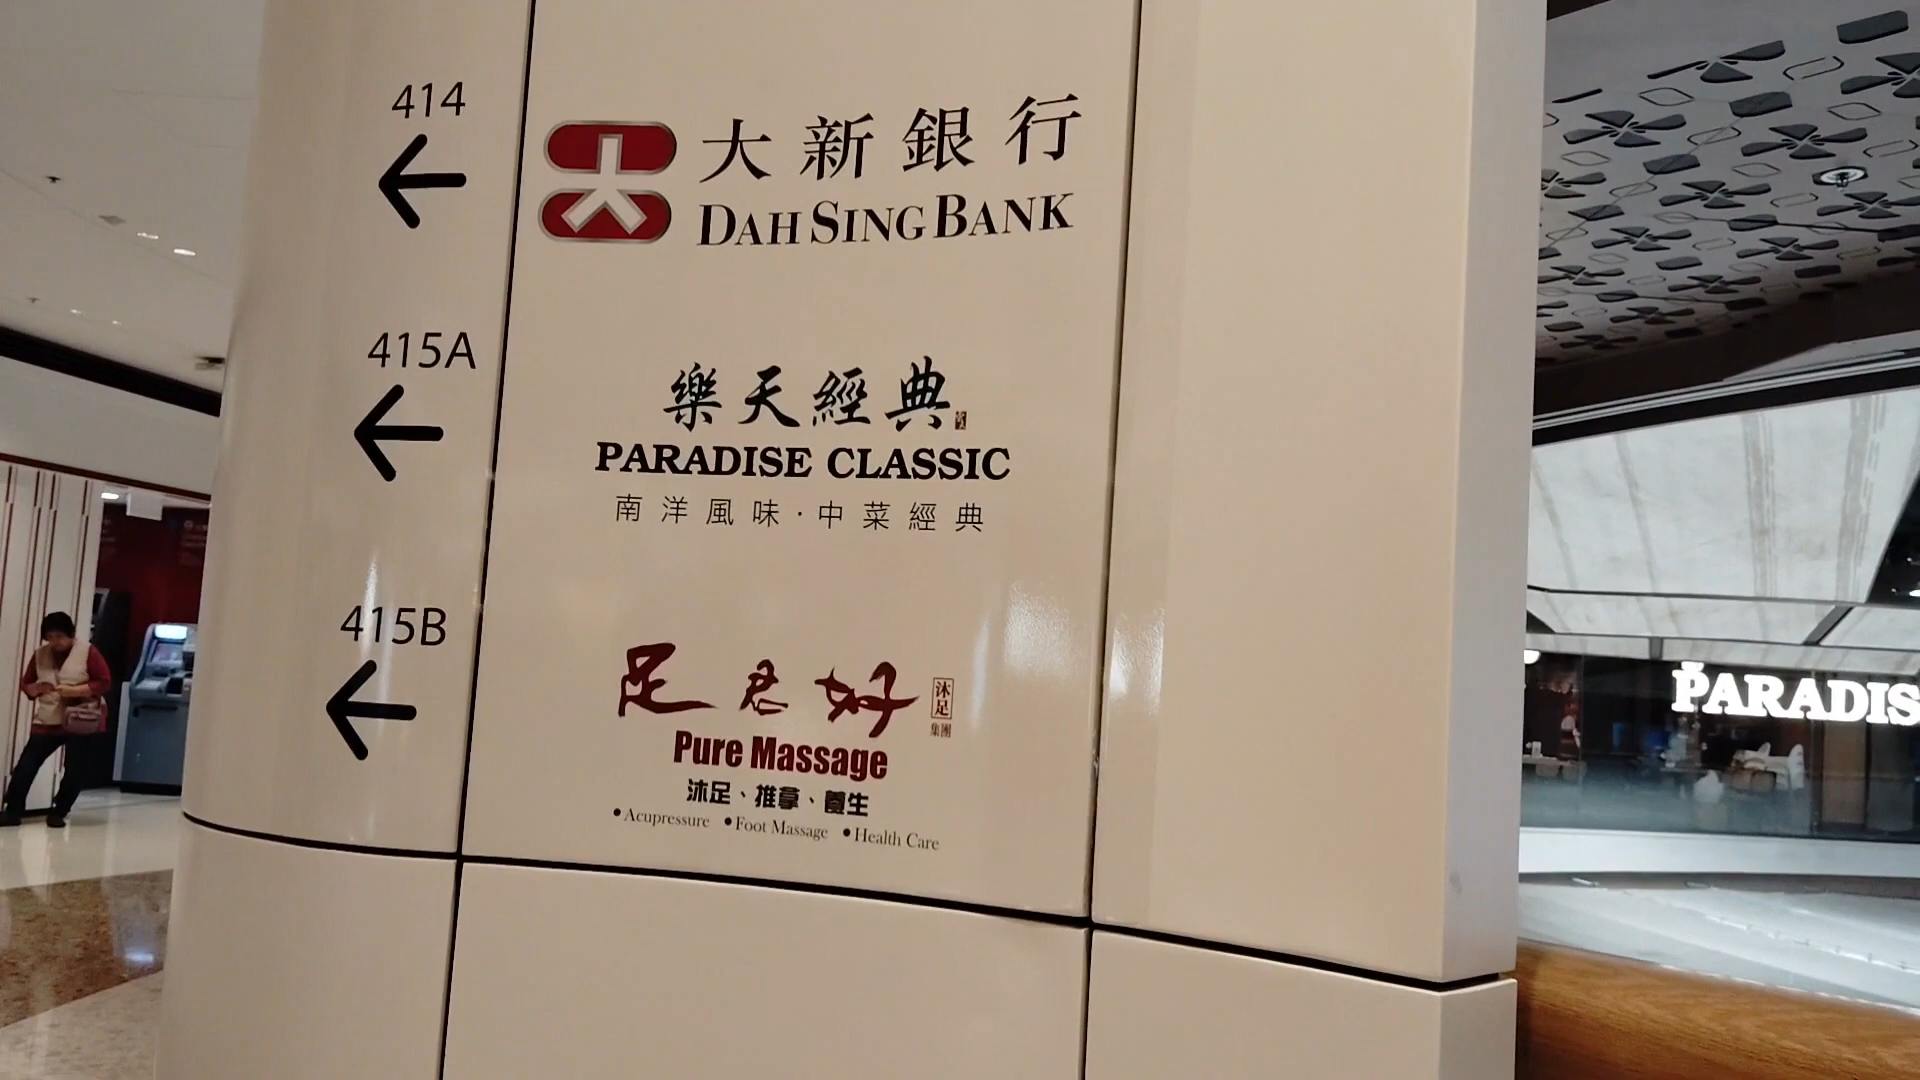 414
大新銀行
DAH SING BANK
415A
樂天經典
PARADISE CLASSIC
南洋風味·中菜經典
415B
足君好
沐足
集團
Pure Massage
沐足、推拿、養生
•Acupressure •Foot Massage •Health Care
PARADIS